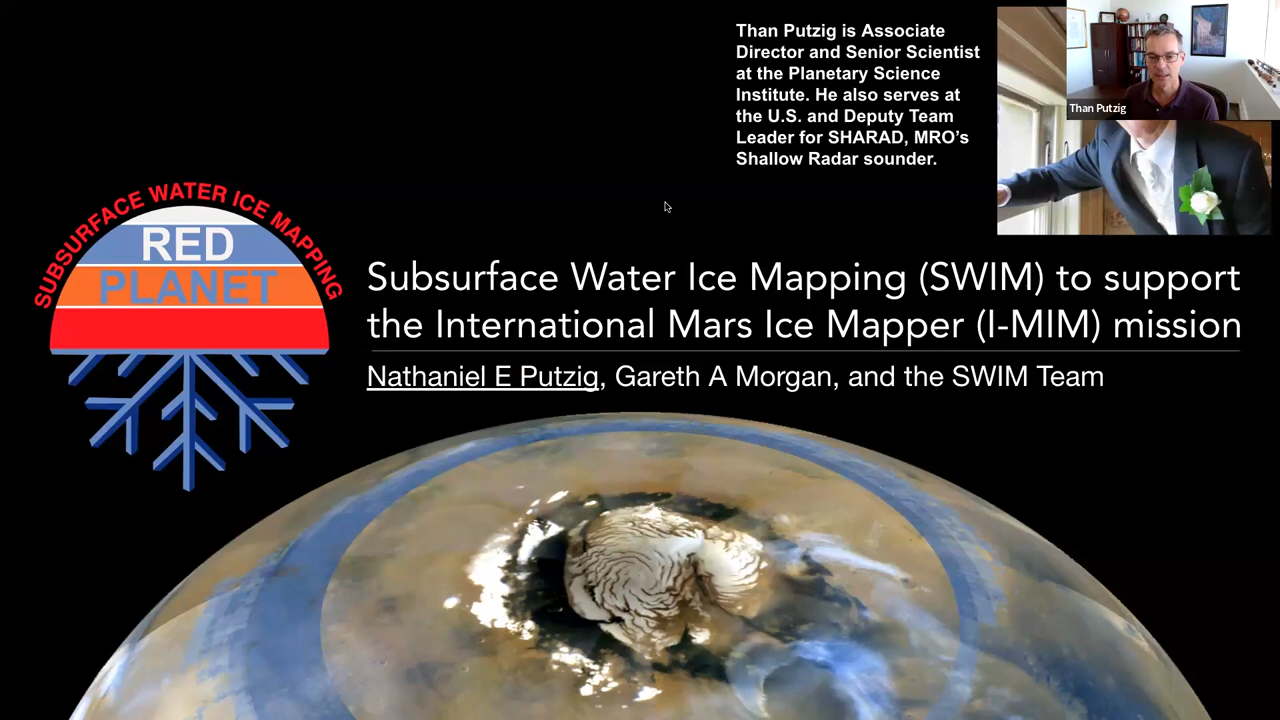 Than Putzig is Associate
Director and Senior Scientist
at the Planetary Science
Institute. He also serves at
the U.S. and Deputy Team
Leader for SHARAD, MRO’s
Shallow Radar sounder.
Than Putzig
SUBSURFACE WATER ICE MAPPING
RED
PLANET
Subsurface Water Ice Mapping (SWIM) to support
the International Mars Ice Mapper (I-MIM) mission
Nathaniel E Putzig, Gareth A Morgan, and the SWIM Team